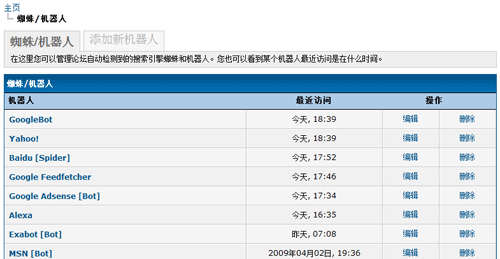 主页
蜘蛛/机器人
蜘蛛/机器人 添加新机器人
在这里您可以管理论坛自动检测到的搜索引擎蜘蛛和机器人。您也可以看到某个机器人最近访问是在什么时间。
蜘蛛/机器人
机器人 最近访问 操作
GoogleBot 今天, 18:39 编辑 删除
Yahoo! 今天, 18:39 编辑 删除
Baidu [Spider] 今天, 17:52 编辑 删除
Google Feedfetcher 今天, 17:46 编辑 删除
Google Adsense [Bot] 今天, 17:34 编辑 删除
Alexa 今天, 16:35 编辑 删除
Exabot [Bot] 昨天, 07:08 编辑 删除
MSN [Bot] 2009年04月02日, 19:36 编辑 删除